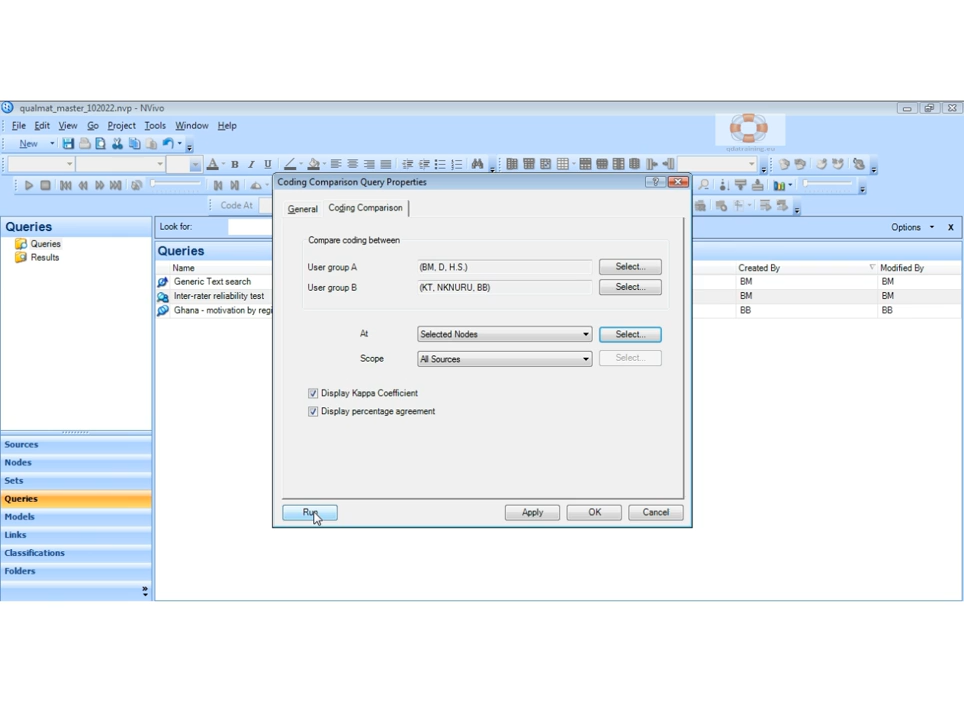 qualmat_master_102022.nvp - NVivo
File Edit View Go Project Tools Window Help
New
A B I U
Code At
Queries
Look for:
Options X
Queries
Results
Queries
Name Created By Modified By
Generic Text search BM BM
Inter-rater reliability test BM BM
Ghana - motivation by regi BB BB
Coding Comparison Query Properties
General Coding Comparison
Compare coding between
User group A (BM, D, H.S.) Select...
User group B (KT, NKNURU, BB) Select...
At Selected Nodes Select...
Scope All Sources Select...
Display Kappa Coefficient
Display percentage agreement
Run Apply OK Cancel
Sources
Nodes
Sets
Queries
Models
Links
Classifications
Folders